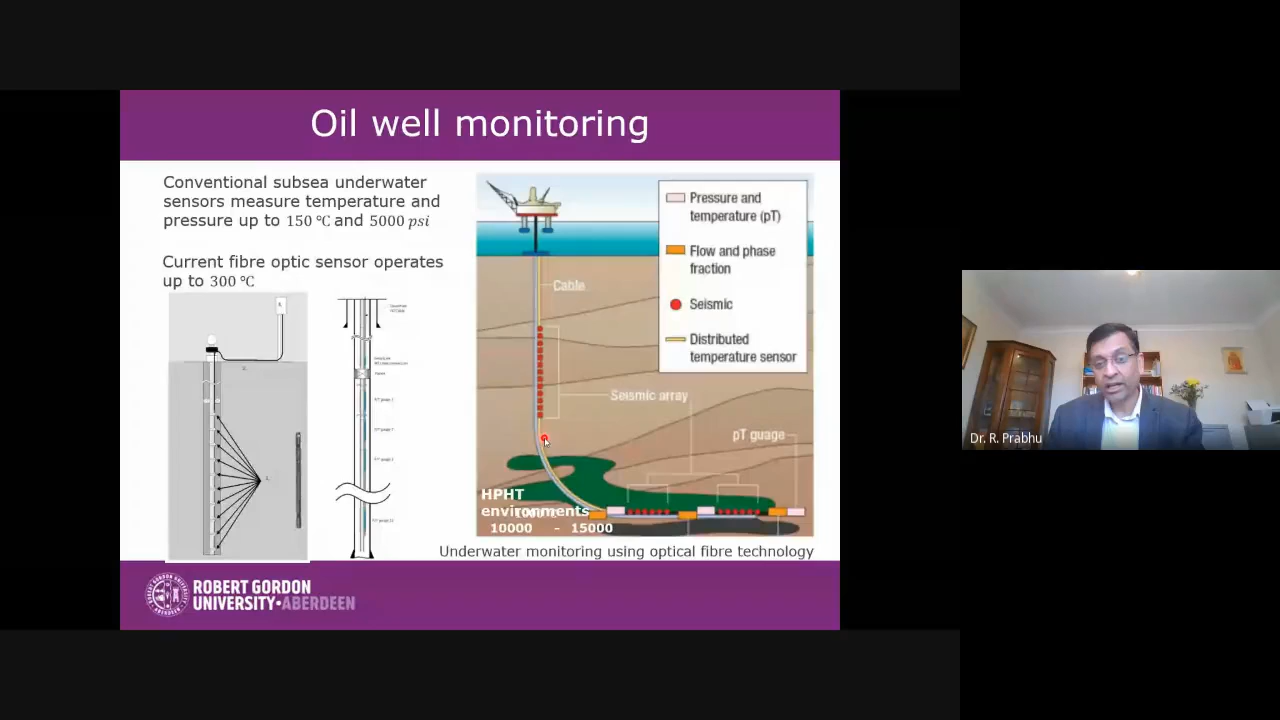 Oil well monitoring
Conventional subsea underwater
sensors measure temperature and
pressure up to 150 ℃ and 5000 psi
Current fibre optic sensor operates
up to 300 ℃
Pressure and
temperature (pT)
Flow and phase
fraction
Seismic
Distributed
temperature sensor
Cable
Seismic array
pT guage
HPHT
environments
10000 - 15000
Underwater monitoring using optical fibre technology
ROBERT GORDON
UNIVERSITY•ABERDEEN
Dr. R. Prabhu